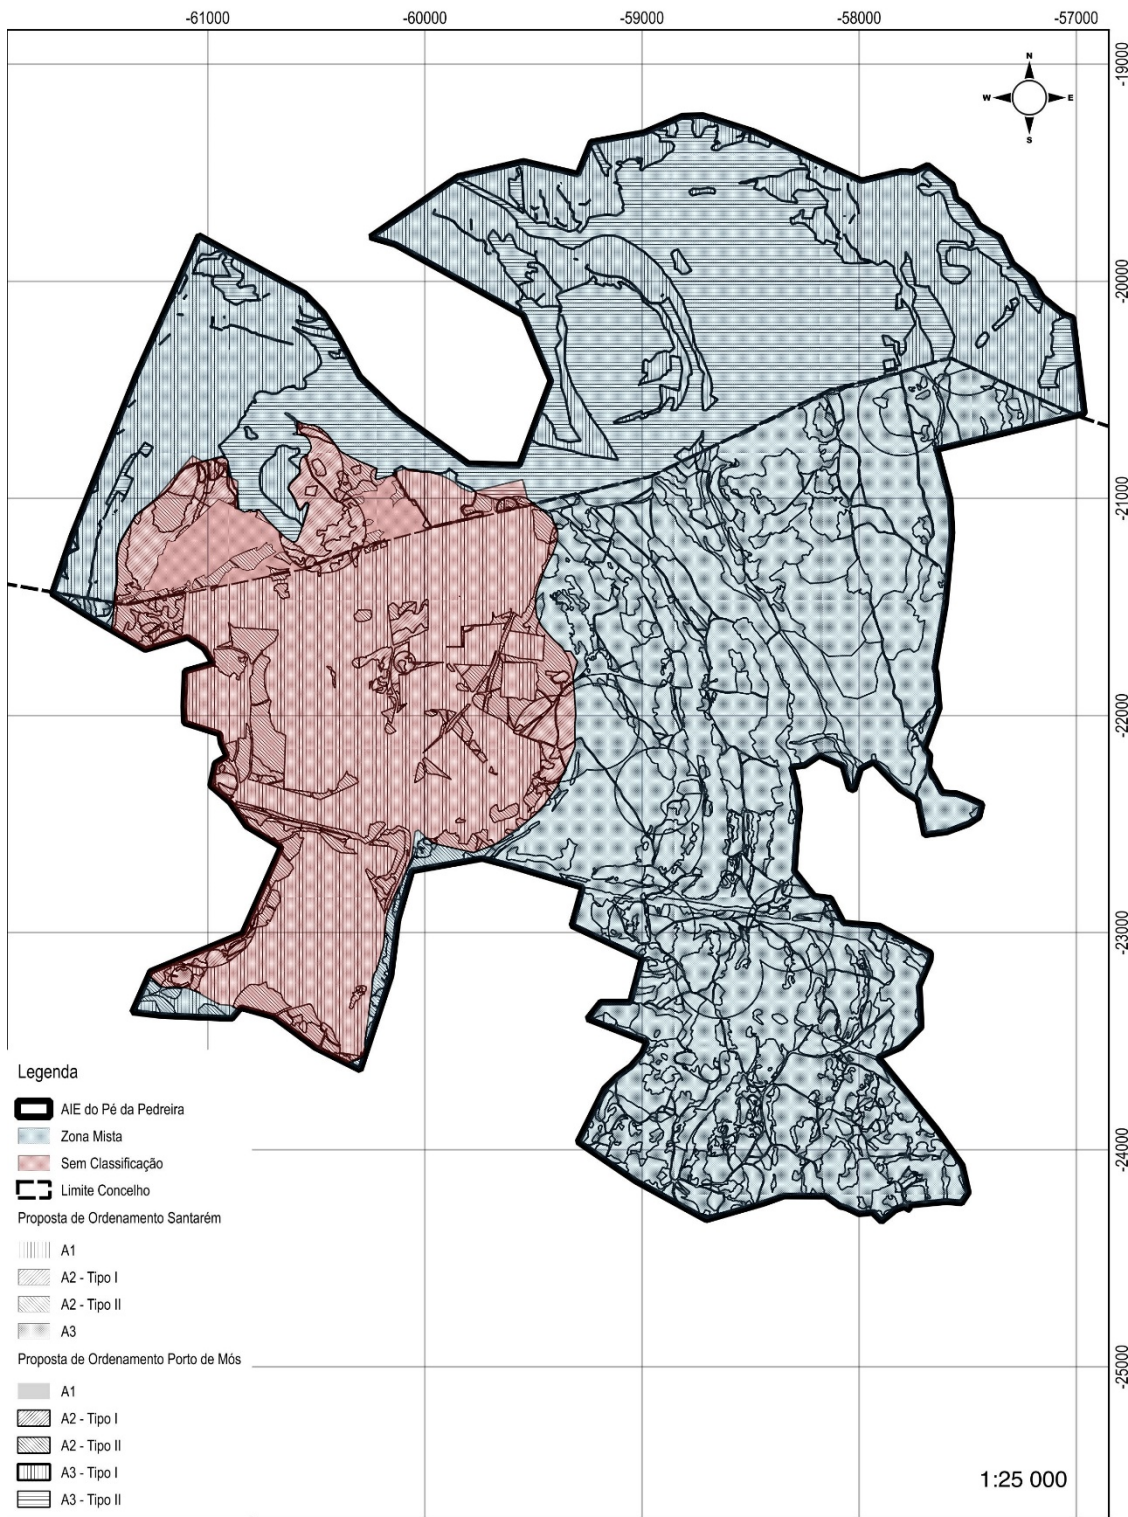 -61000 -60000 -59000 -58000 -57000
-19000
N
W E
S
-20000
-21000
-22000
-23000
Legenda
AIE do Pé da Pedreira
Zona Mista
-24000
Sem Classificação
Limite Concelho
Proposta de Ordenamento Santarém
A1
A2 - Tipo I
A2 - Tipo II
A3
Proposta de Ordenamento Porto de Mós
-25000
A1
A2 - Tipo I
A2 - Tipo II
A3 - Tipo I
1:25 000
A3 - Tipo II